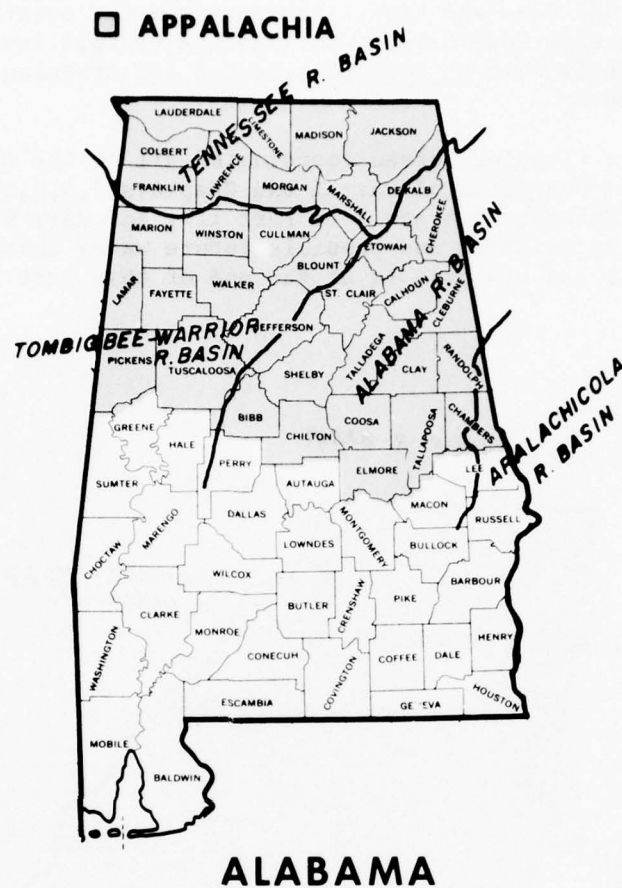 APPALACHIA
TENNESSEE R. BASIN
LAUDERDALE
LIMESTONE
MADISON
JACKSON
COLBERT
LAWRENCE
FRANKLIN
MORGAN
MARSHALL
DE KALB
MARION
WINSTON
CULLMAN
ETOWAH
CHEROKEE
BLOUNT
LAMAR
FAYETTE
WALKER
ST. CLAIR
CALHOUN
CLEBURNE
ALABAMA R. BASIN
TOMBIGBEE-WARRIOR
R. BASIN
JEFFERSON
TALLADEGA
RANDOLPH
PICKENS
TUSCALOOSA
SHELBY
CLAY
BIBB
COOSA
TALLAPOOSA
CHAMBERS
APALACHICOLA
R. BASIN
GREENE
HALE
CHILTON
PERRY
ELMORE
LEE
SUMTER
AUTAUGA
MACON
RUSSELL
DALLAS
MONTGOMERY
MARENGO
LOWNDES
BULLOCK
CHOCTAW
WILCOX
BARBOUR
CLARKE
BUTLER
CRENSHAW
PIKE
MONROE
HENRY
WASHINGTON
CONECUH
COVINGTON
COFFEE
DALE
ESCAMBIA
GE EVA
HOUSTON
MOBILE
BALDWIN
ALABAMA